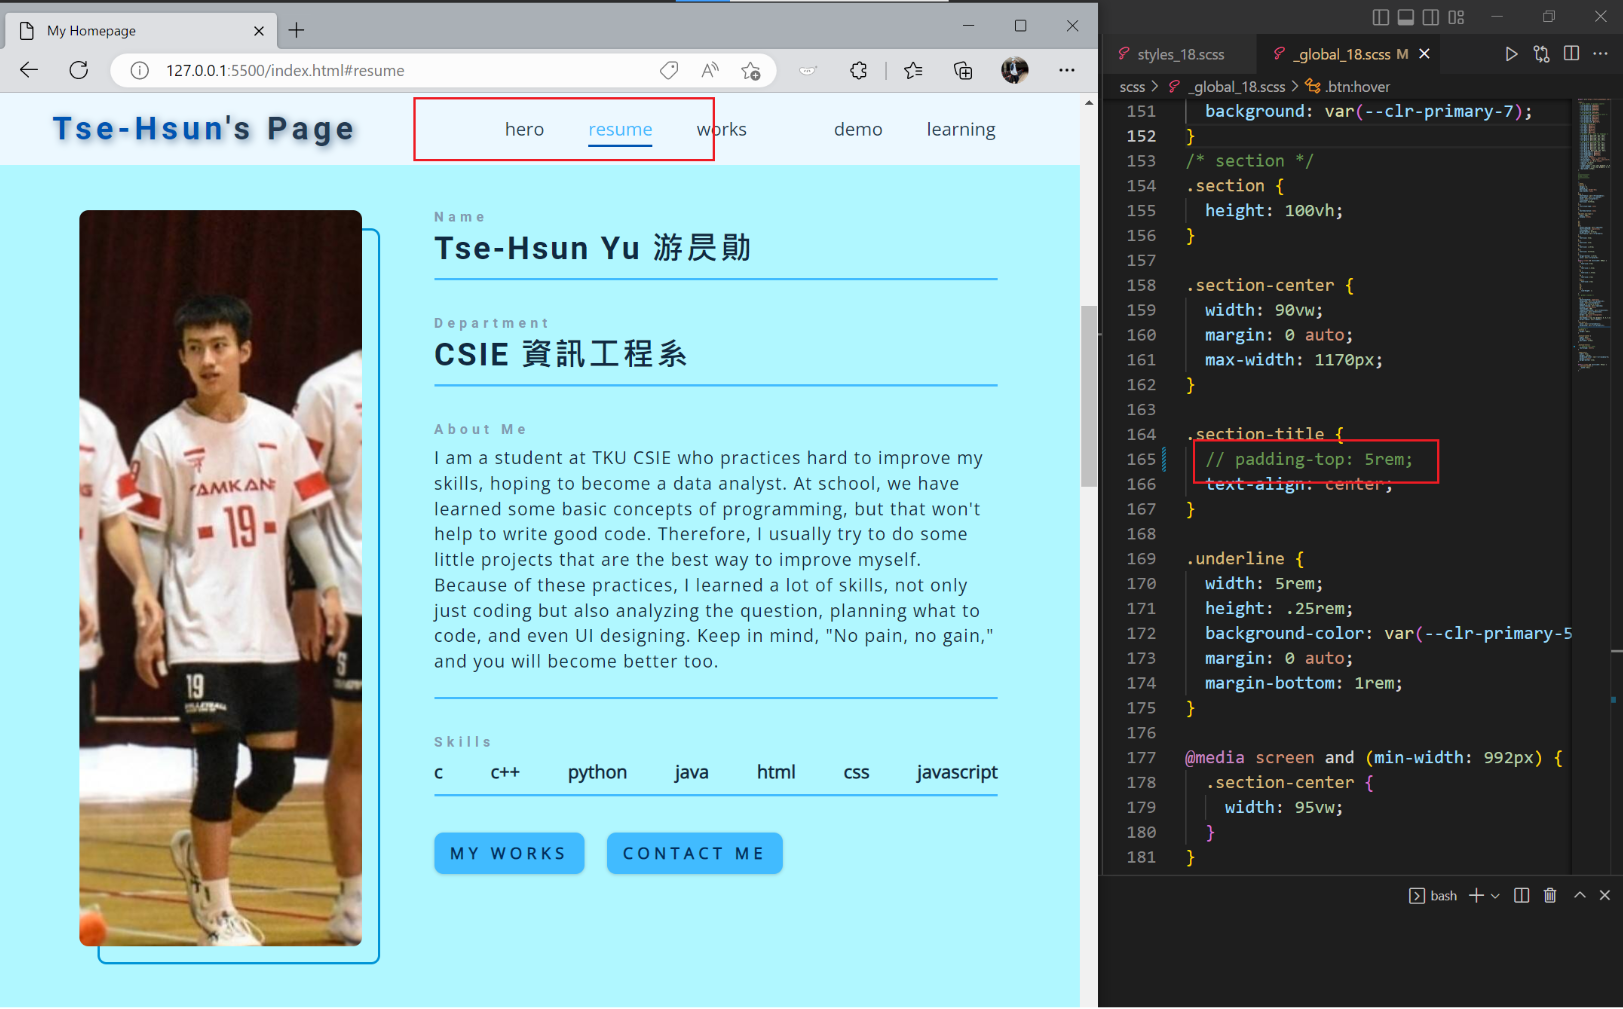 My Homepage
127.0.0.1:5500/index.html#resume
Tse-Hsun's Page
hero resume works demo learning
Name
Tse-Hsun Yu 游昃勛
Department
CSIE 資訊工程系
About Me
I am a student at TKU CSIE who practices hard to improve my
skills, hoping to become a data analyst. At school, we have
learned some basic concepts of programming, but that won't
help to write good code. Therefore, I usually try to do some
little projects that are the best way to improve myself.
Because of these practices, I learned a lot of skills, not only
just coding but also analyzing the question, planning what to
code, and even UI designing. Keep in mind, "No pain, no gain,"
and you will become better too.
Skills
c c++ python java html css javascript
MY WORKS CONTACT ME
TAMKANG
19
19
styles_18.scss _global_18.scss M
scss > _global_18.scss > .btn:hover
151 background: var(--clr-primary-7);
152 }
153 /* section */
154 .section {
155 height: 100vh;
156 }
157
158 .section-center {
159 width: 90vw;
160 margin: 0 auto;
161 max-width: 1170px;
162 }
163
164 .section-title {
165 // padding-top: 5rem;
166 text-align: center;
167 }
168
169 .underline {
170 width: 5rem;
171 height: .25rem;
172 background-color: var(--clr-primary-5
173 margin: 0 auto;
174 margin-bottom: 1rem;
175 }
176
177 @media screen and (min-width: 992px) {
178 .section-center {
179 width: 95vw;
180 }
181 }
bash